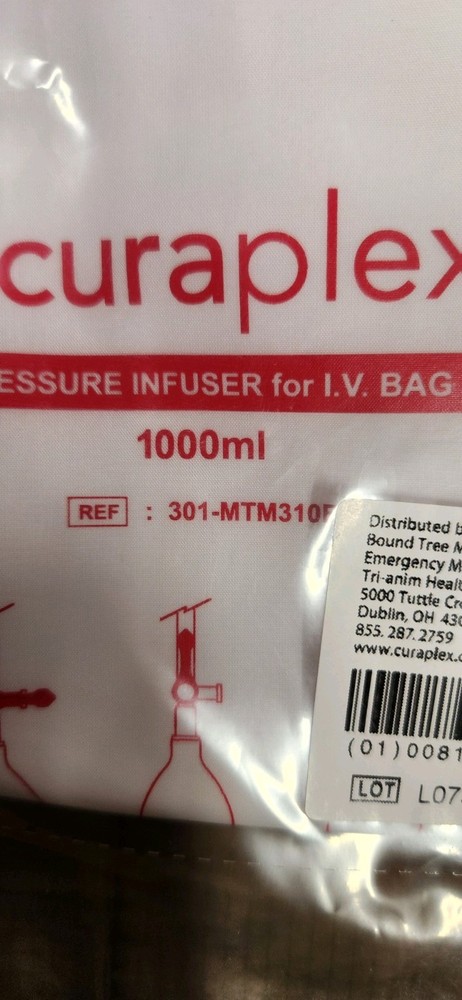 curaplex
ESSURE INFUSER for I.V. BAG
1000ml
REF : 301-MTM310
Distributed b
Bound Tree M
Emergency M
Tri-anim Healt
5000 Tuttle Cr
Dublin, OH 430
855.287.2759
www.curaplex.c
(01)0081
LOT L07